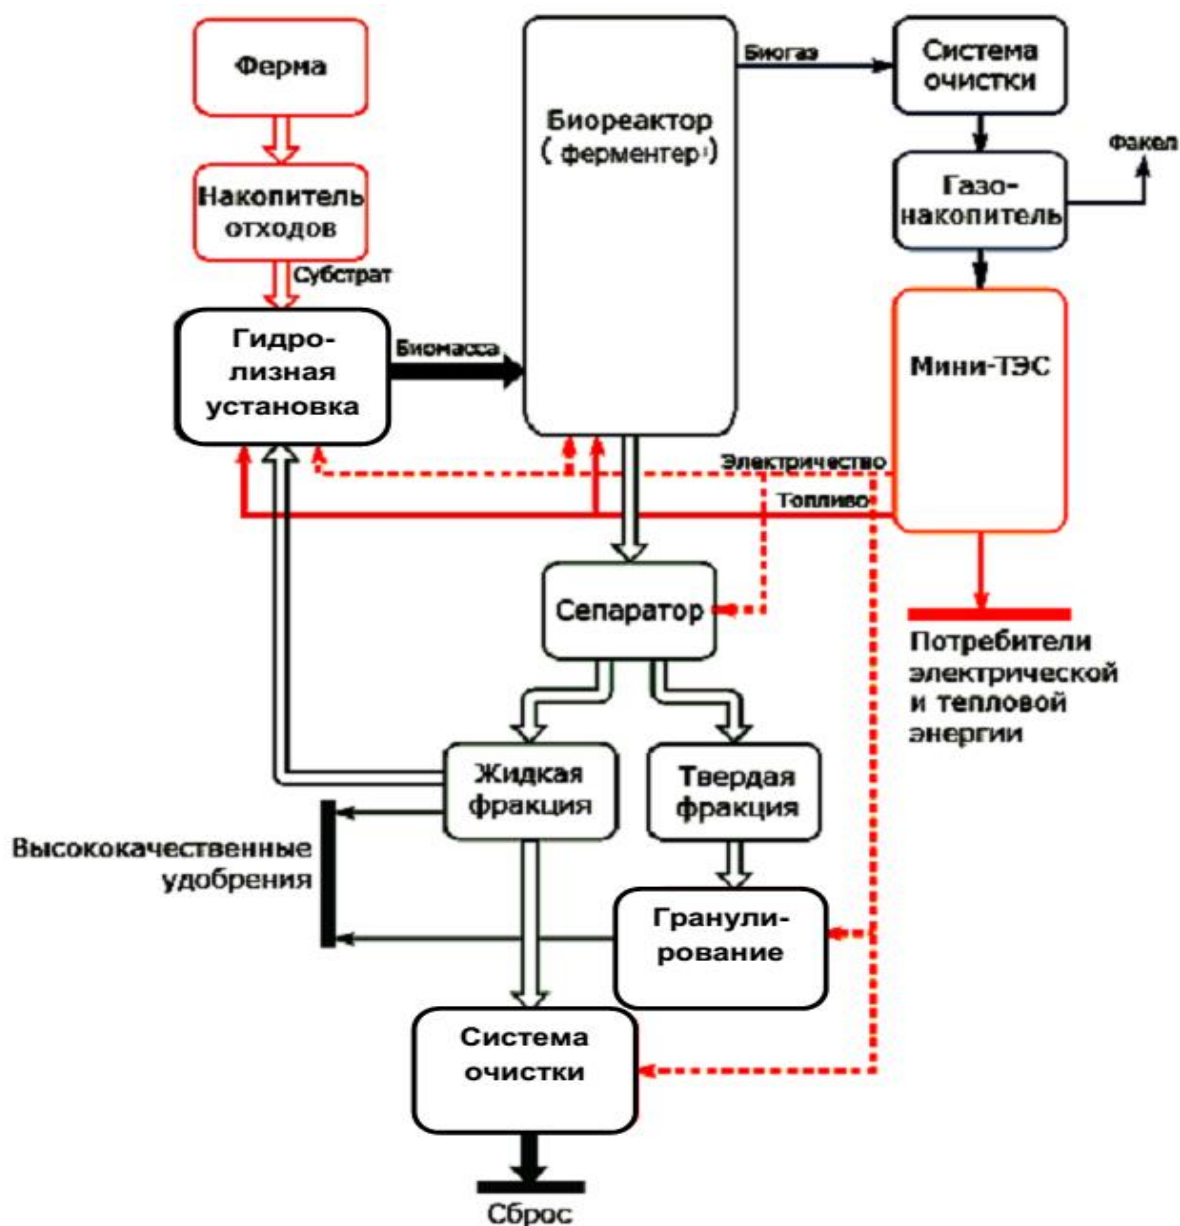 Ферма
Накопитель
отходов
Субстрат
Гидро-
лизная
установка
Биомасса
Биореактор
( ферментер )
Биогаз
Система
очистки
Факел
Газо-
накопитель
Мини-ТЭС
Электричество
Топливо
Сепаратор
Потребители
электрической
и тепловой
энергии
Жидкая
фракция
Твердая
фракция
Высококачественные
удобрения
Гранули-
рование
Система
очистки
Сброс